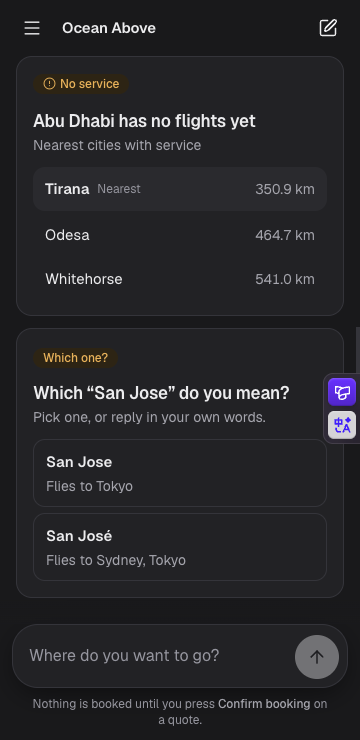 Ocean Above
No service
Abu Dhabi has no flights yet
Nearest cities with service
Tirana Nearest 350.9 km
Odesa 464.7 km
Whitehorse 541.0 km
Which one?
Which “San Jose” do you mean?
Pick one, or reply in your own words.
San Jose
Flies to Tokyo
San José
Flies to Sydney, Tokyo
Where do you want to go?
Nothing is booked until you press Confirm booking on
a quote.